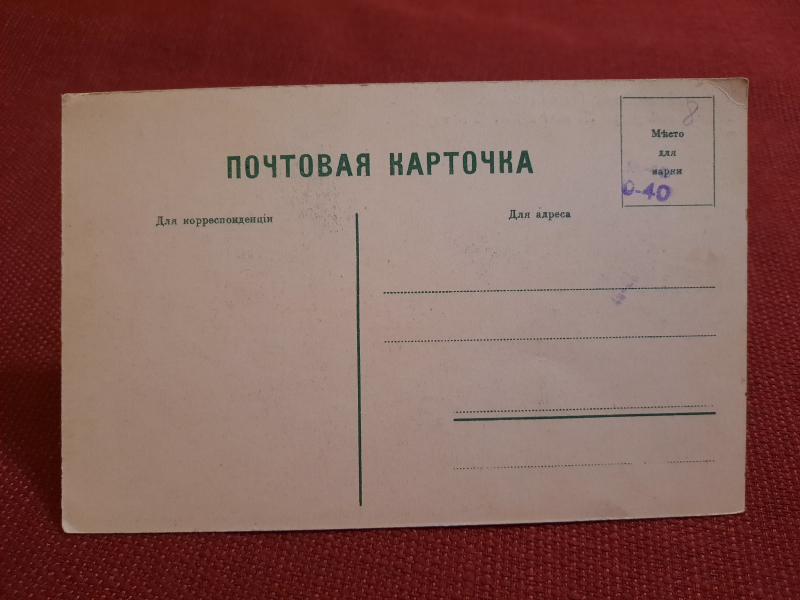 8
ПОЧТОВАЯ КАРТОЧКА
Мѣсто
для
марки
0-40
Для корреспонденціи
Для адреса